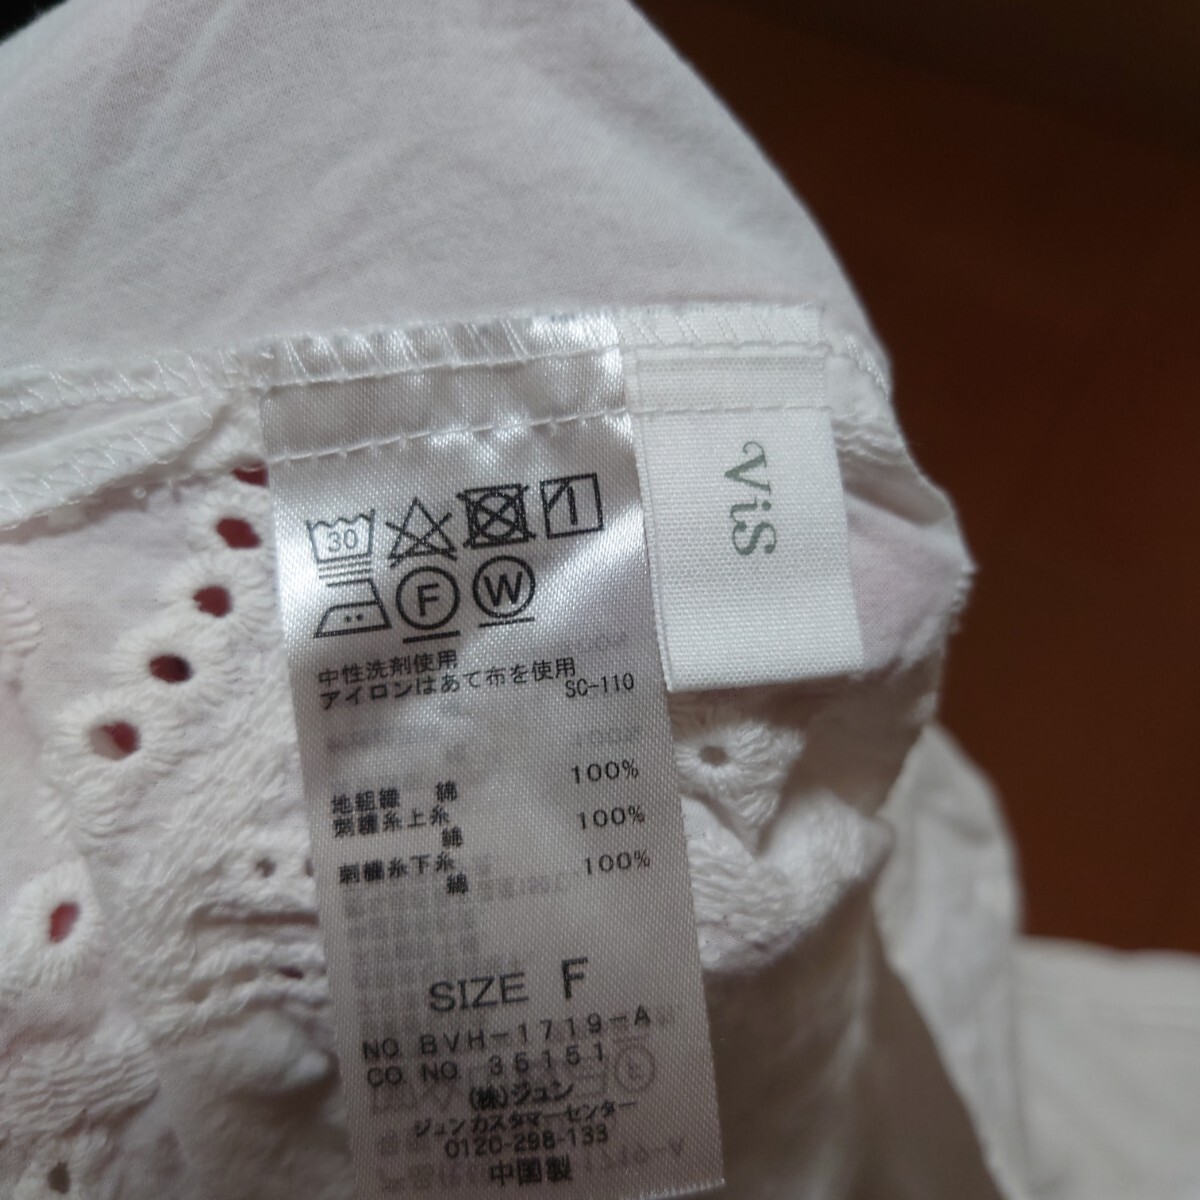 ViS
30
F W
中性洗剤使用
アイロンはあて布を使用
SC-110
地組織 綿 100%
刺繍糸上糸
綿 100%
刺繍糸下糸
綿 100%
SIZE F
NO. BVH-1719-A
CO. NO. 35151
(株)ジュン
ジュンカスタマーセンター
0120-298-133
中国製